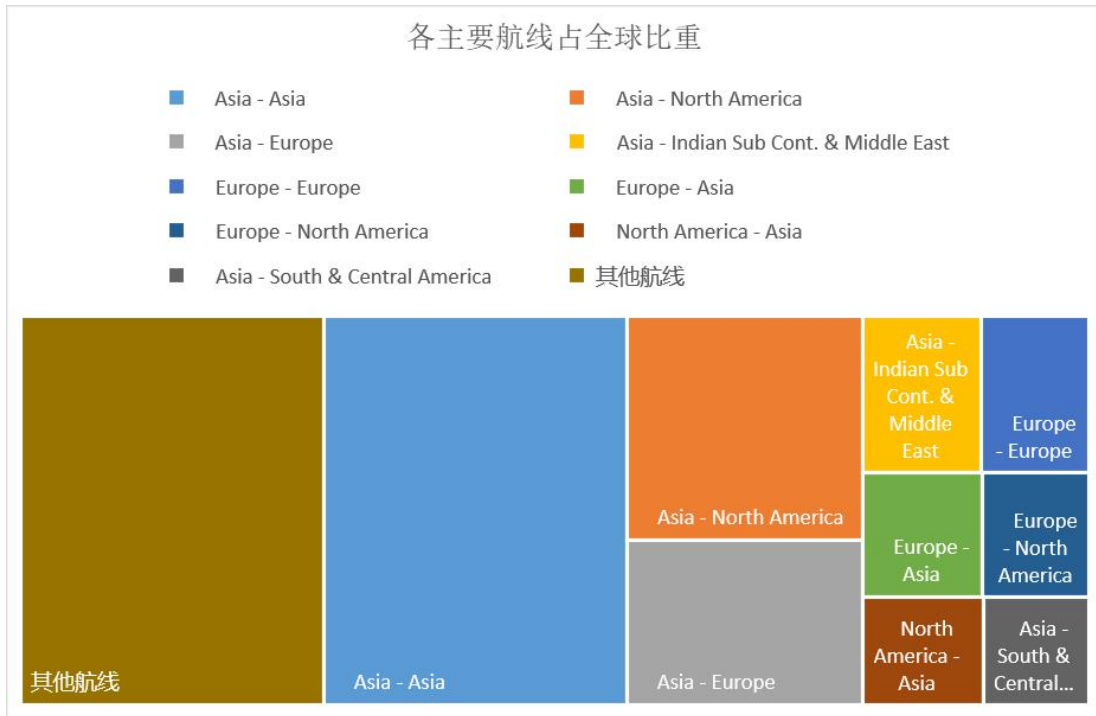 各主要航线占全球比重
Asia - Asia
Asia - North America
Asia - Europe
Asia - Indian Sub Cont. & Middle East
Europe - Europe
Europe - Asia
Europe - North America
North America - Asia
Asia - South & Central America
其他航线
其他航线
Asia - Asia
Asia - North America
Asia - Europe
Asia -
Indian Sub
Cont. &
Middle
East
Europe
- Europe
Europe -
Asia
Europe
- North
America
North
America -
Asia
Asia -
South &
Central...